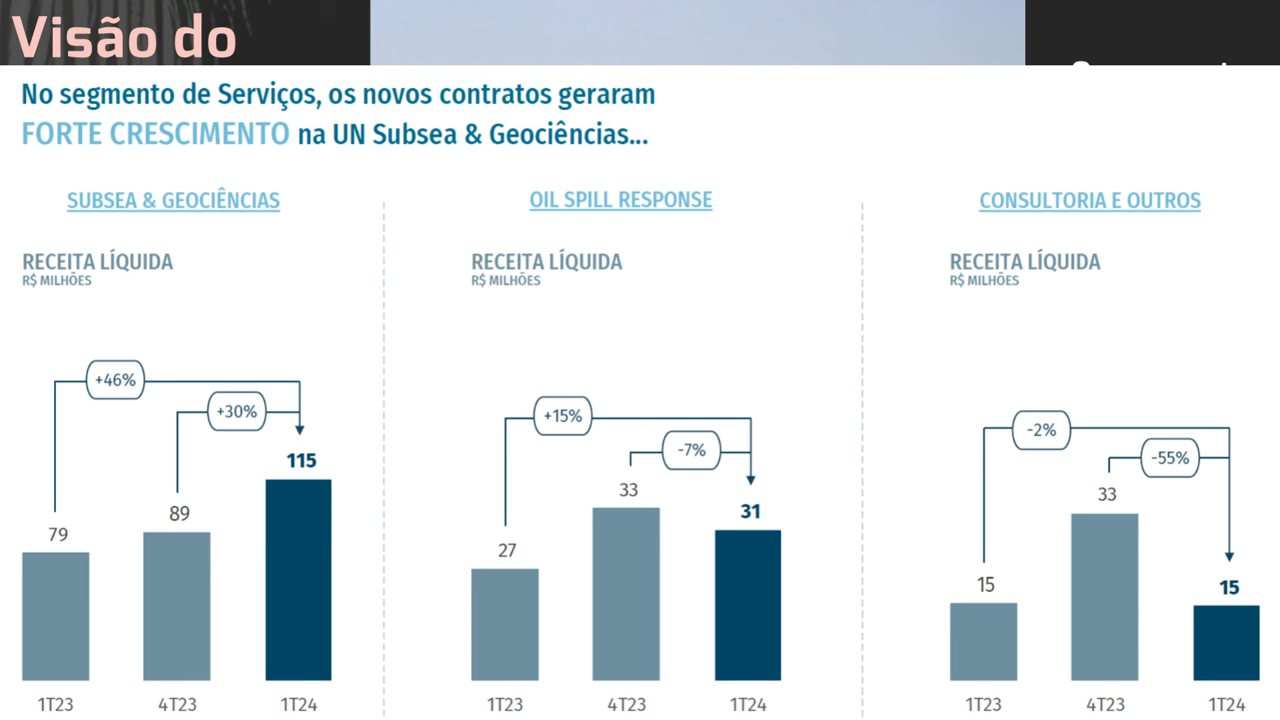 Visão do
No segmento de Serviços, os novos contratos geraram
FORTE CRESCIMENTO na UN Subsea & Geociências...
SUBSEA & GEOCIÊNCIAS
RECEITA LÍQUIDA
R$ MILHÕES
+46%
+30%
79
89
115
1T23
4T23
1T24
OIL SPILL RESPONSE
RECEITA LÍQUIDA
R$ MILHÕES
+15%
-7%
27
33
31
1T23
4T23
1T24
CONSULTORIA E OUTROS
RECEITA LÍQUIDA
R$ MILHÕES
-2%
-55%
15
33
15
1T23
4T23
1T24